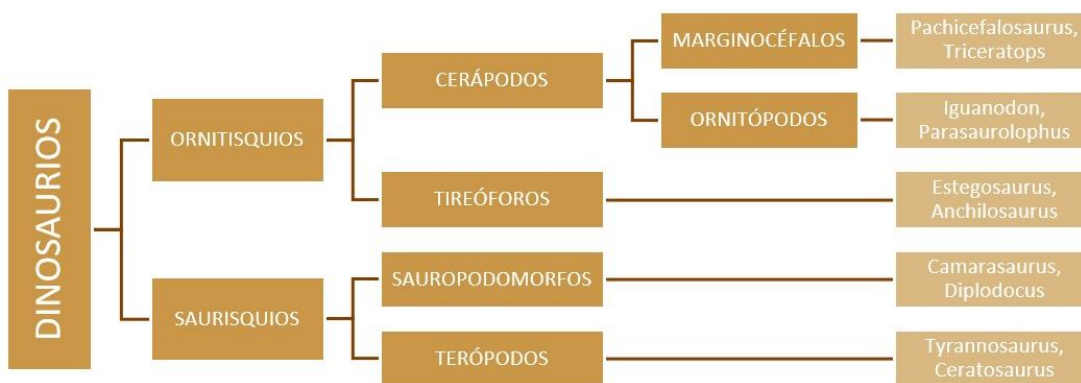 DINOSAURIOS
ORNITISQUIOS
CERÁPODOS
MARGINOCÉFALOS
Pachicefalosaurus,
Triceratops
ORNITÓPODOS
Iguanodon,
Parasaurolophus
TIREÓFOROS
Estegosaurus,
Anchilosaurus
SAURISQUIOS
SAUROPODOMORFOS
Camarasaurus,
Diplodocus
TERÓPODOS
Tyrannosaurus,
Ceratosaurus